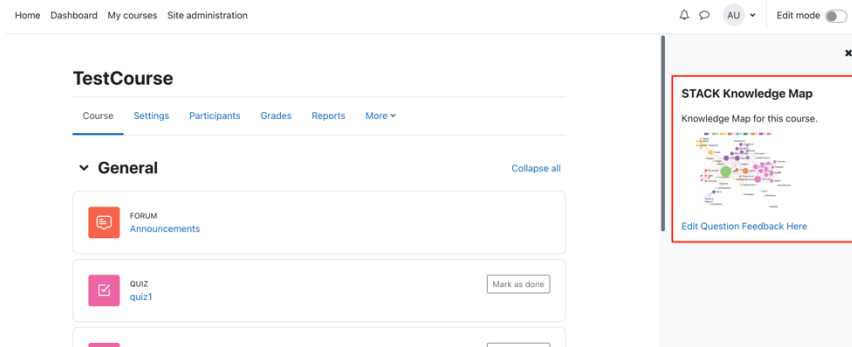 Home Dashboard My courses Site administration
AU
Edit mode
TestCourse
Course Settings Participants Grades Reports More
General
Collapse all
FORUM
Announcements
QUIZ
quiz1
Mark as done
STACK Knowledge Map
Knowledge Map for this course.
Edit Question Feedback Here